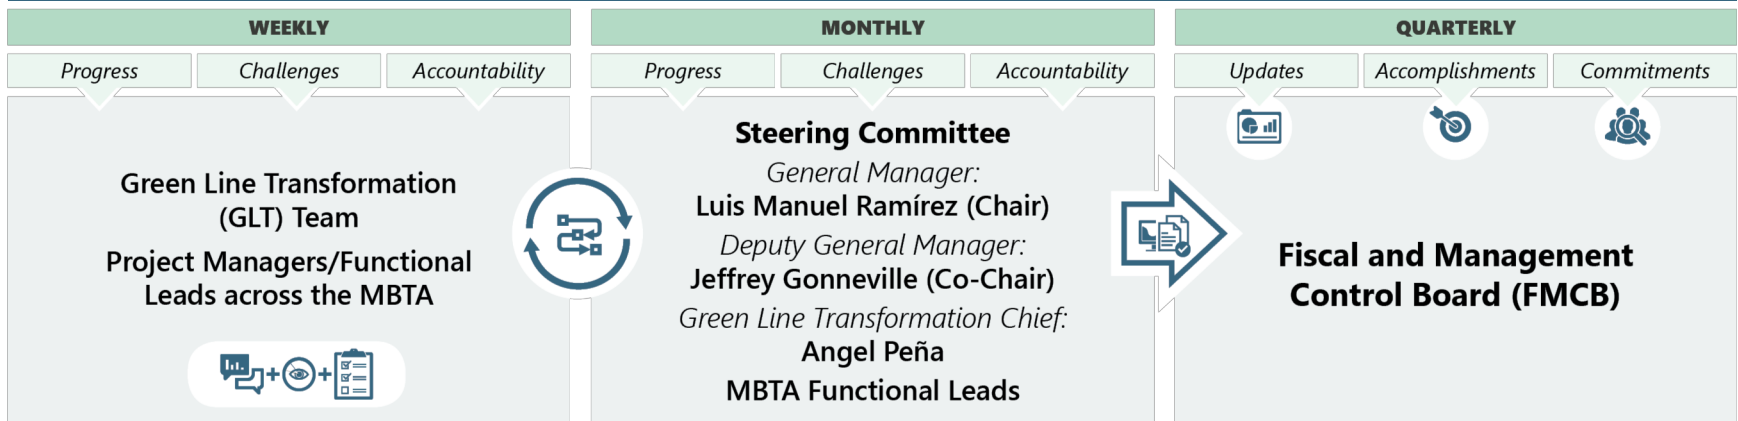 WEEKLY
Progress
Challenges
Accountability
Green Line Transformation
(GLT) Team
Project Managers/Functional
Leads across the MBTA
MONTHLY
Progress
Challenges
Accountability
Steering Committee
General Manager:
Luis Manuel Ramírez (Chair)
Deputy General Manager:
Jeffrey Gonneville (Co-Chair)
Green Line Transformation Chief:
Angel Peña
MBTA Functional Leads
QUARTERLY
Updates
Accomplishments
Commitments
Fiscal and Management
Control Board (FMCB)